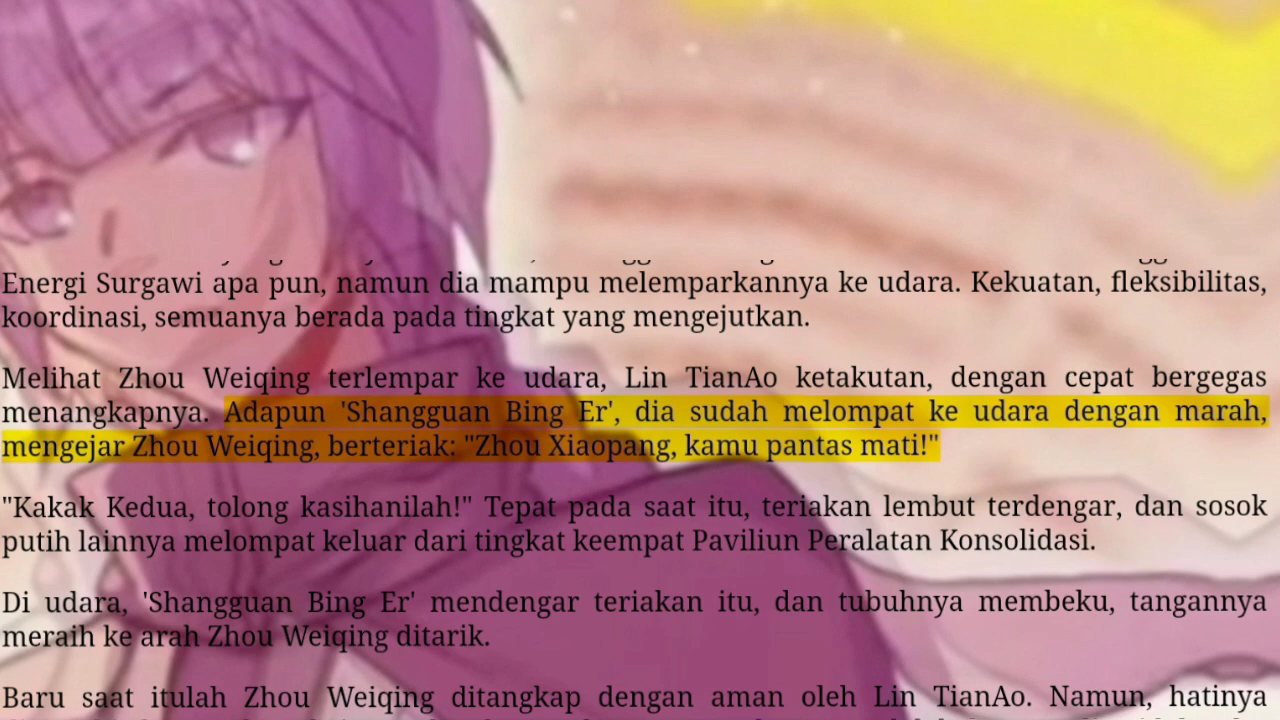 Energi Surgawi apa pun, namun dia mampu melemparkannya ke udara. Kekuatan, fleksibilitas,
koordinasi, semuanya berada pada tingkat yang mengejutkan.
Melihat Zhou Weiqing terlempar ke udara, Lin TianAo ketakutan, dengan cepat bergegas
menangkapnya. Adapun 'Shangguan Bing Er', dia sudah melompat ke udara dengan marah,
mengejar Zhou Weiqing, berteriak: "Zhou Xiaopang, kamu pantas mati!"
"Kakak Kedua, tolong kasihanilah!" Tepat pada saat itu, teriakan lembut terdengar, dan sosok
putih lainnya melompat keluar dari tingkat keempat Paviliun Peralatan Konsolidasi.
Di udara, 'Shangguan Bing Er' mendengar teriakan itu, dan tubuhnya membeku, tangannya
meraih ke arah Zhou Weiqing ditarik.
Baru saat itulah Zhou Weiqing ditangkap dengan aman oleh Lin TianAo. Namun, hatinya